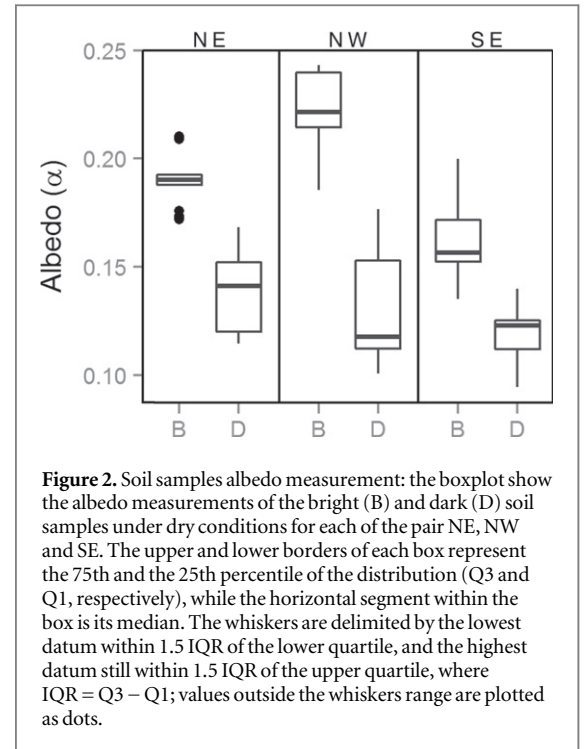 NE NW SE
0.25
0.20
0.15
0.10
Albedo (α)
B D B D B D
Figure 2. Soil samples albedo measurement: the boxplot show
the albedo measurements of the bright (B) and dark (D) soil
samples under dry conditions for each of the pair NE, NW
and SE. The upper and lower borders of each box represent
the 75th and the 25th percentile of the distribution (Q3 and
Q1, respectively), while the horizontal segment within the
box is its median. The whiskers are delimited by the lowest
datum within 1.5 IQR of the lower quartile, and the highest
datum still within 1.5 IQR of the upper quartile, where
IQR = Q3 − Q1; values outside the whiskers range are plotted
as dots.